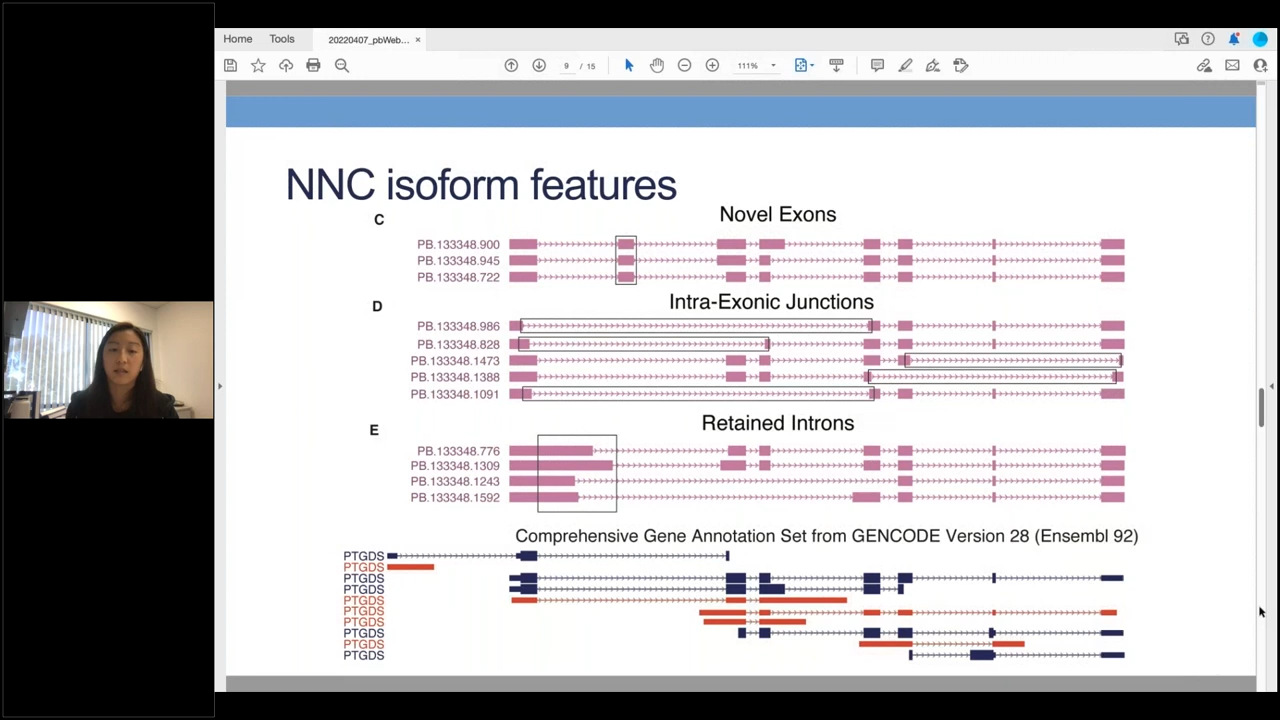 Home Tools 20220407_pbWeb... ×
9 / 15 111%
NNC isoform features
C Novel Exons
PB.133348.900
PB.133348.945
PB.133348.722
D Intra-Exonic Junctions
PB.133348.986
PB.133348.828
PB.133348.1473
PB.133348.1388
PB.133348.1091
E Retained Introns
PB.133348.776
PB.133348.1309
PB.133348.1243
PB.133348.1592
Comprehensive Gene Annotation Set from GENCODE Version 28 (Ensembl 92)
PTGDS
PTGDS
PTGDS
PTGDS
PTGDS
PTGDS
PTGDS
PTGDS
PTGDS
PTGDS